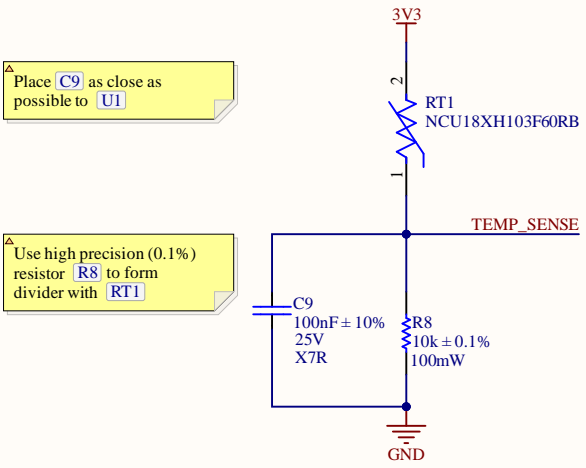 3V3
Place C9 as close as
possible to U1
2
RT1
NCU18XH103F60RB
1
TEMP_SENSE
Use high precision (0.1%)
resistor R8 to form
divider with RT1
C9
100nF ± 10%
25V
X7R
R8
10k ± 0.1%
100mW
GND